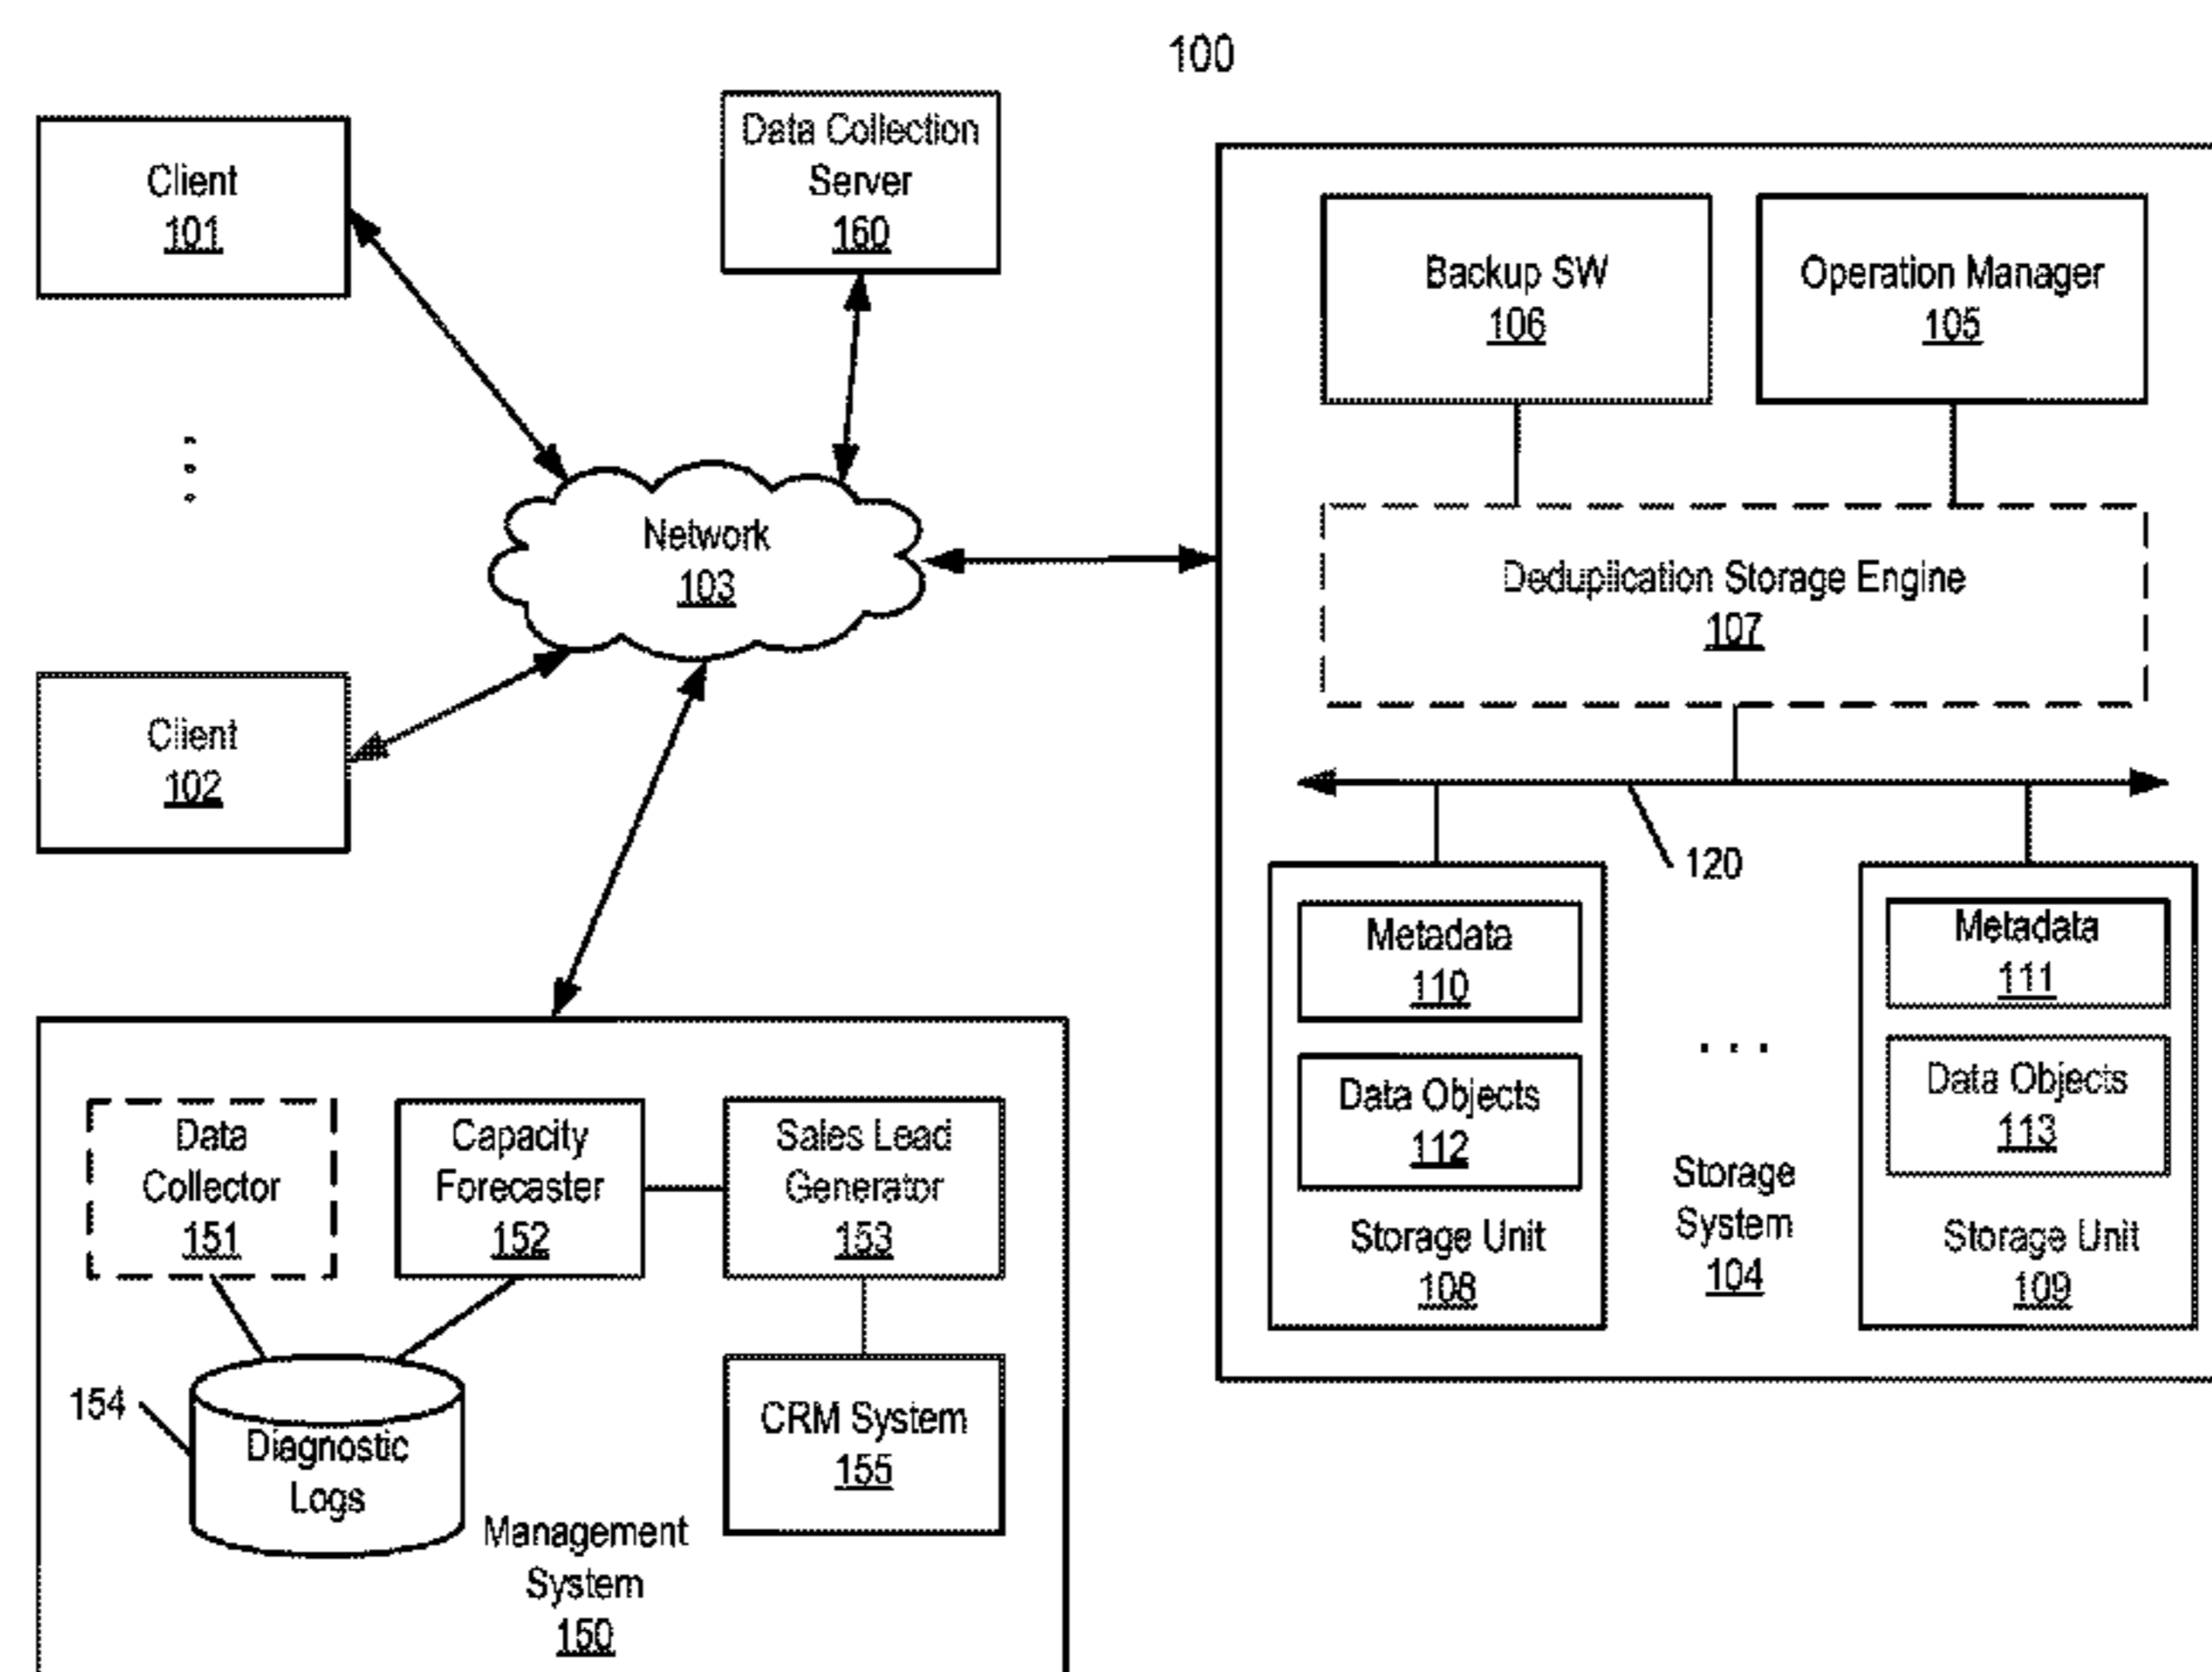 100
Client
101
Data Collection
Server
160
Backup SW
106
Operation Manager
105
Network
103
Deduplication Storage Engine
107
Client
102
120
Metadata
110
Data Objects
112
Storage Unit
108
. . .
Storage
System
104
Metadata
111
Data Objects
113
Storage Unit
109
Data
Collector
151
Capacity
Forecaster
152
Sales Lead
Generator
153
154
Diagnostic
Logs
CRM System
155
Management
System
150